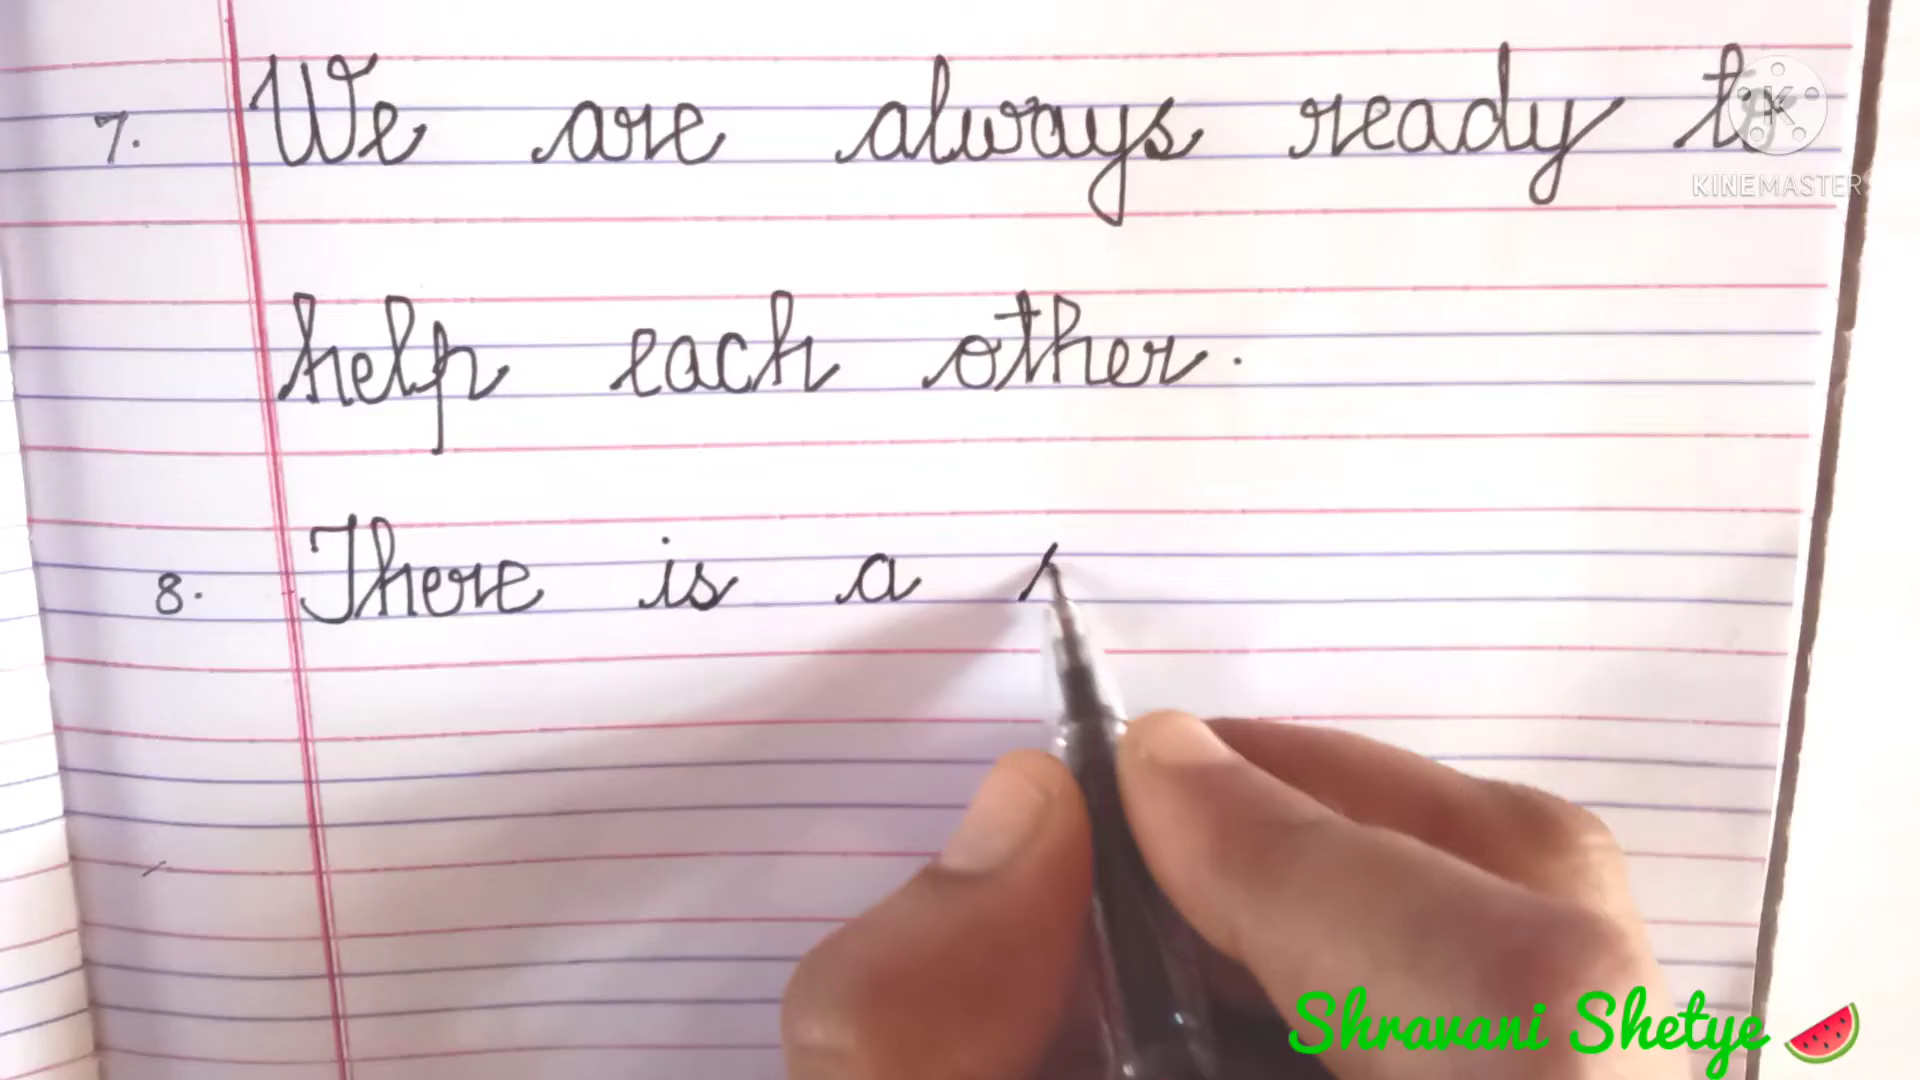 7. We are always ready to
KINEMASTER
help each other.
8. There is a
Shravani Shetye